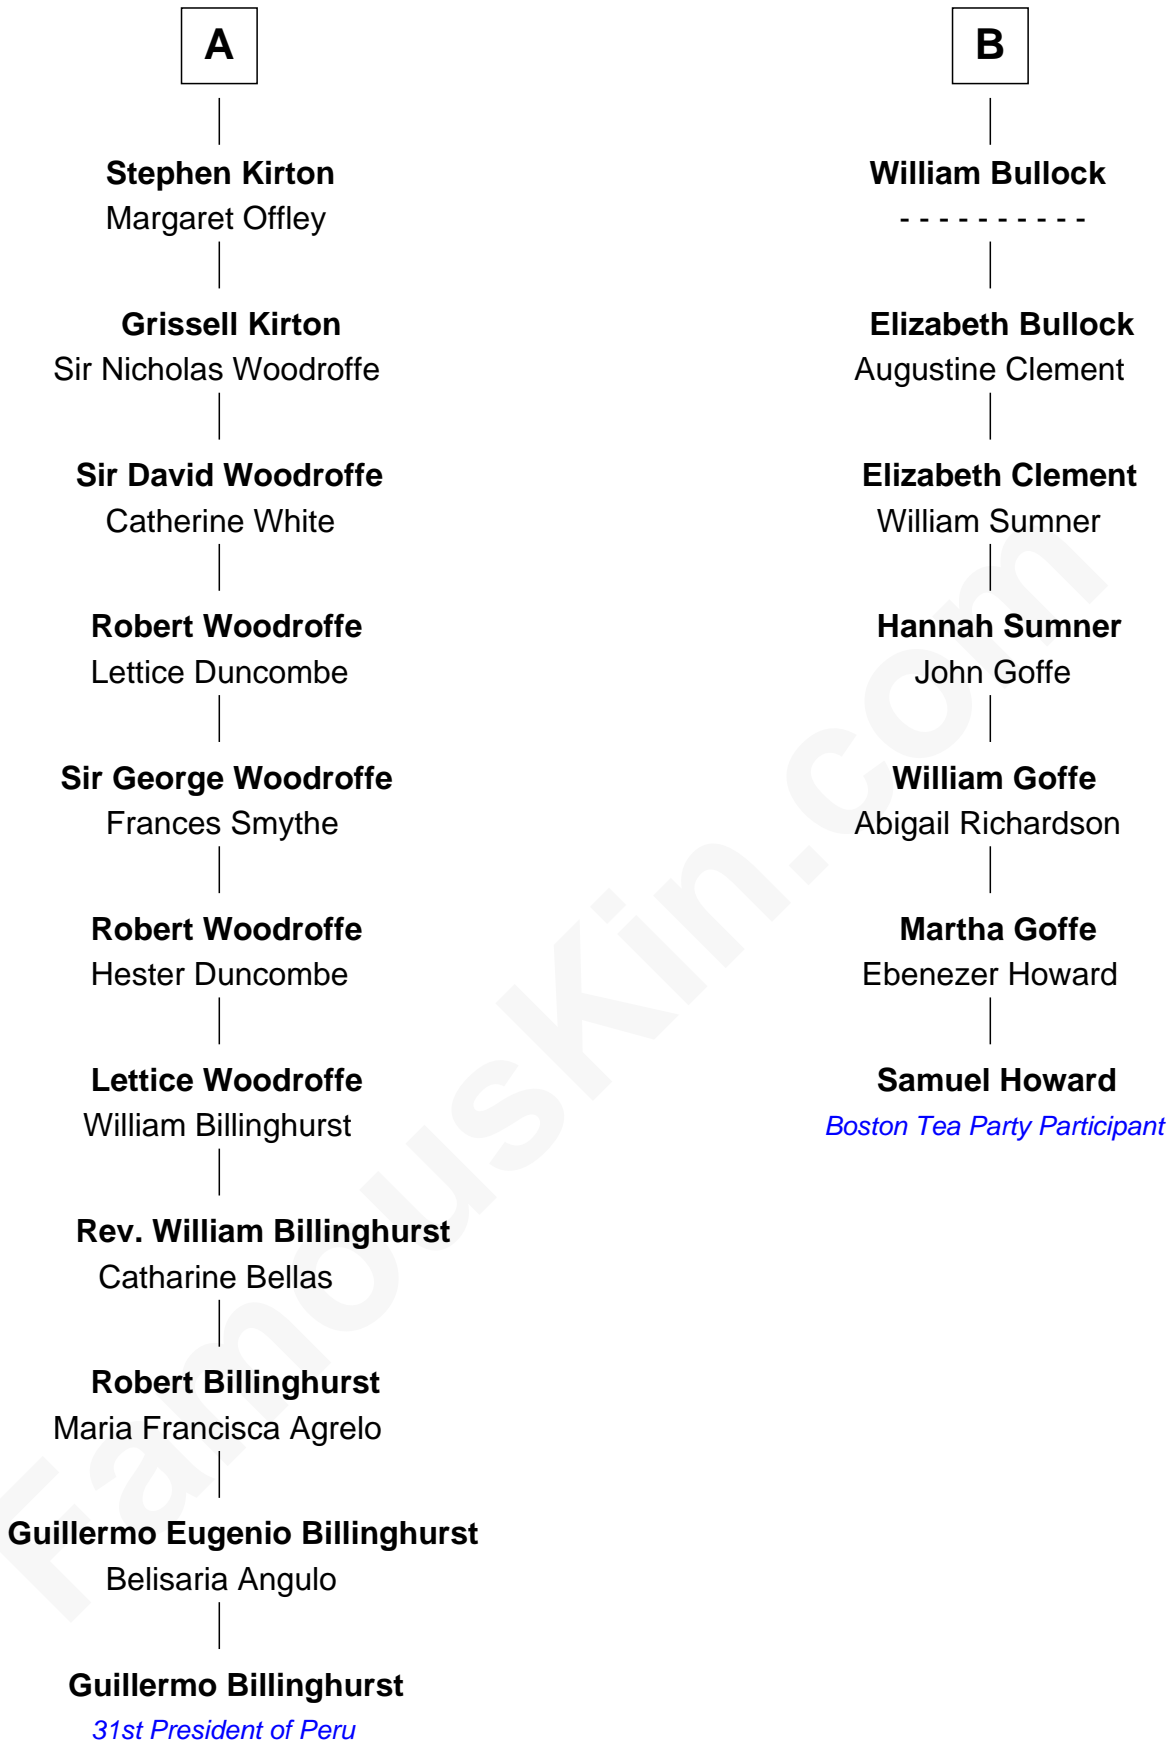 A
Stephen Kirton
Margaret Offley
Grissell Kirton
Sir Nicholas Woodroffe
Sir David Woodroffe
Catherine White
Robert Woodroffe
Lettice Duncombe
Sir George Woodroffe
Frances Smythe
Robert Woodroffe
Hester Duncombe
Lettice Woodroffe
William Billinghurst
Rev. William Billinghurst
Catharine Bellas
Robert Billinghurst
Maria Francisca Agrelo
Guillermo Eugenio Billinghurst
Belisaria Angulo
Guillermo Billinghurst
31st President of Peru
B
William Bullock
- - - - - - - - - -
Elizabeth Bullock
Augustine Clement
Elizabeth Clement
William Sumner
Hannah Sumner
John Goffe
William Goffe
Abigail Richardson
Martha Goffe
Ebenezer Howard
Samuel Howard
Boston Tea Party Participant
FamousKin.com